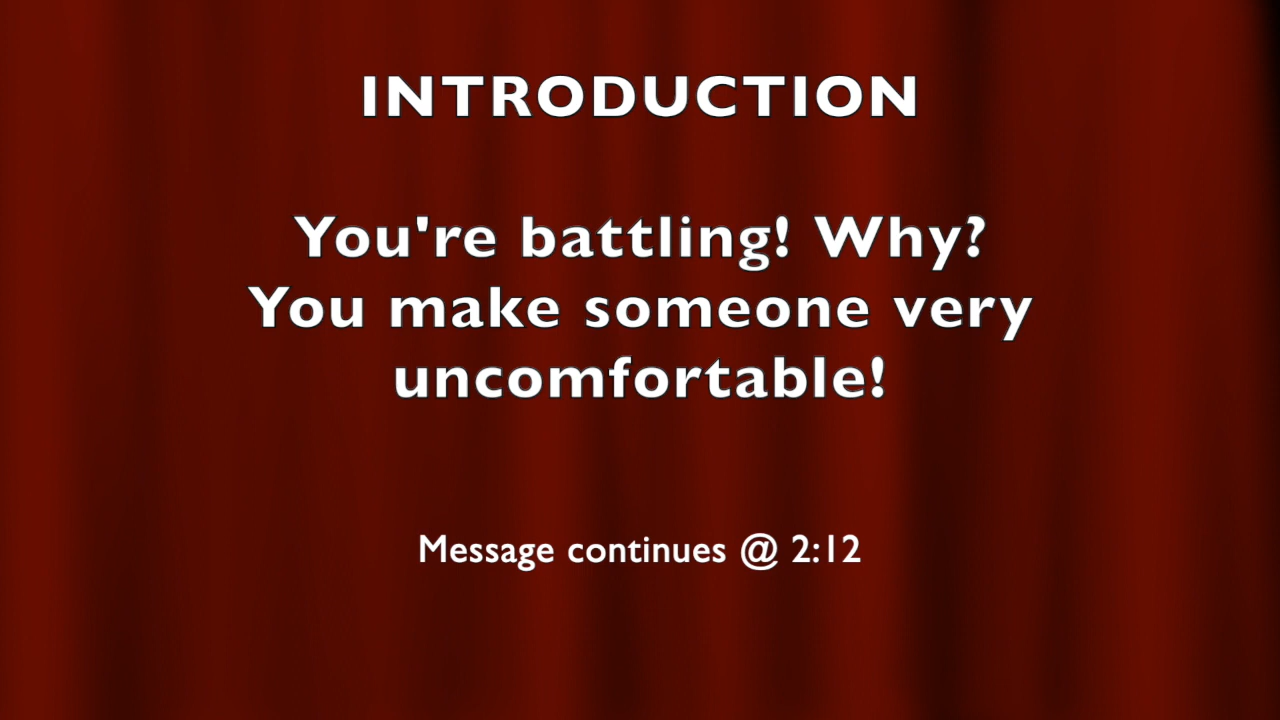 INTRODUCTION
You're battling! Why?
You make someone very
uncomfortable!
Message continues @ 2:12